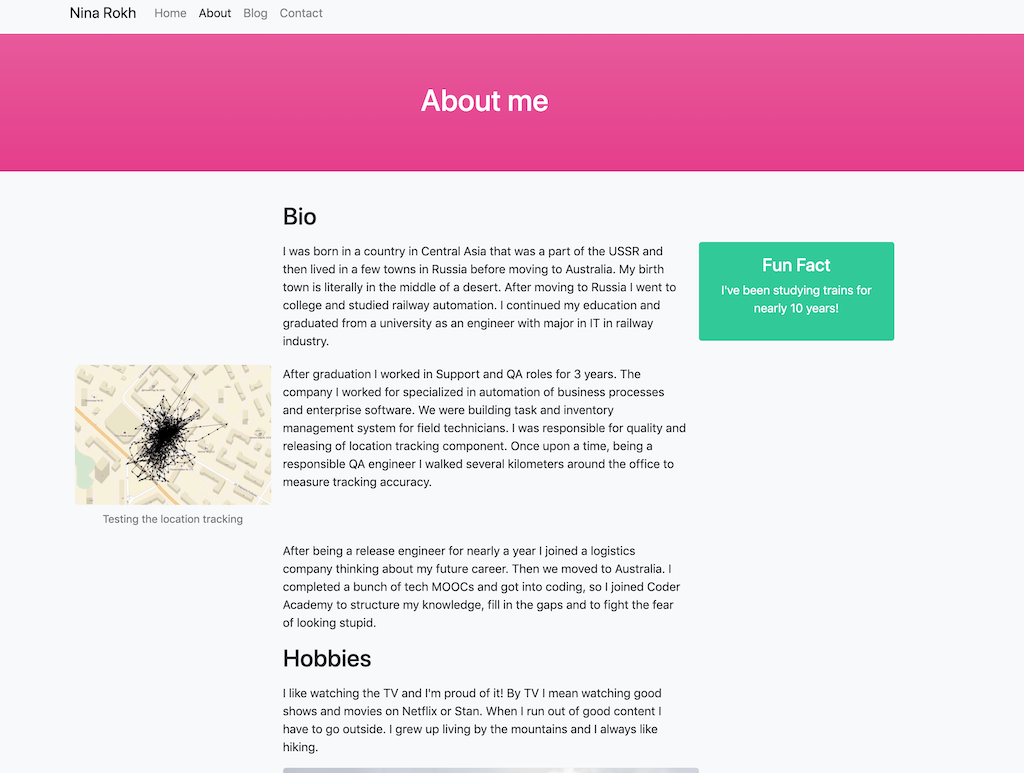 Nina Rokh Home About Blog Contact
About me
Bio
I was born in a country in Central Asia that was a part of the USSR and
then lived in a few towns in Russia before moving to Australia. My birth
town is literally in the middle of a desert. After moving to Russia I went to
college and studied railway automation. I continued my education and
graduated from a university as an engineer with major in IT in railway
industry.
Fun Fact
I've been studying trains for
nearly 10 years!
After graduation I worked in Support and QA roles for 3 years. The
company I worked for specialized in automation of business processes
and enterprise software. We were building task and inventory
management system for field technicians. I was responsible for quality and
releasing of location tracking component. Once upon a time, being a
responsible QA engineer I walked several kilometers around the office to
measure tracking accuracy.
Testing the location tracking
After being a release engineer for nearly a year I joined a logistics
company thinking about my future career. Then we moved to Australia. I
completed a bunch of tech MOOCs and got into coding, so I joined Coder
Academy to structure my knowledge, fill in the gaps and to fight the fear
of looking stupid.
Hobbies
I like watching the TV and I'm proud of it! By TV I mean watching good
shows and movies on Netflix or Stan. When I run out of good content I
have to go outside. I grew up living by the mountains and I always like
hiking.